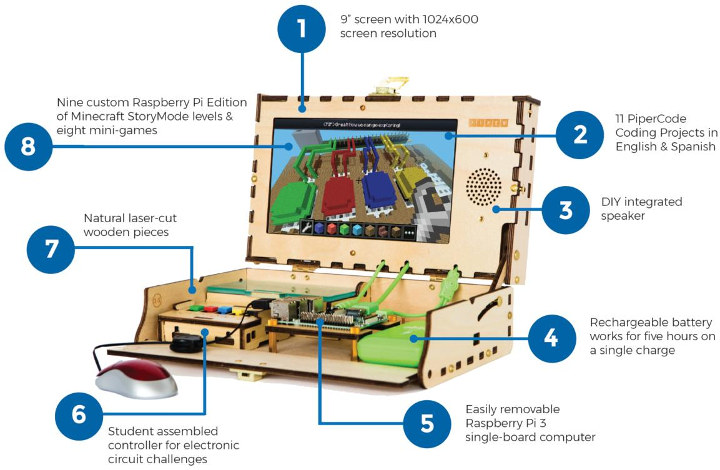 1
9" screen with 1024x600
screen resolution
2
11 PiperCode
Coding Projects in
English & Spanish
3
DIY integrated
speaker
4
Rechargeable battery
works for five hours on
a single charge
5
Easily removable
Raspberry Pi 3
single-board computer
6
Student assembled
controller for electronic
circuit challenges
7
Natural laser-cut
wooden pieces
8
Nine custom Raspberry Pi Edition
of Minecraft StoryMode levels &
eight mini-games
PIPER